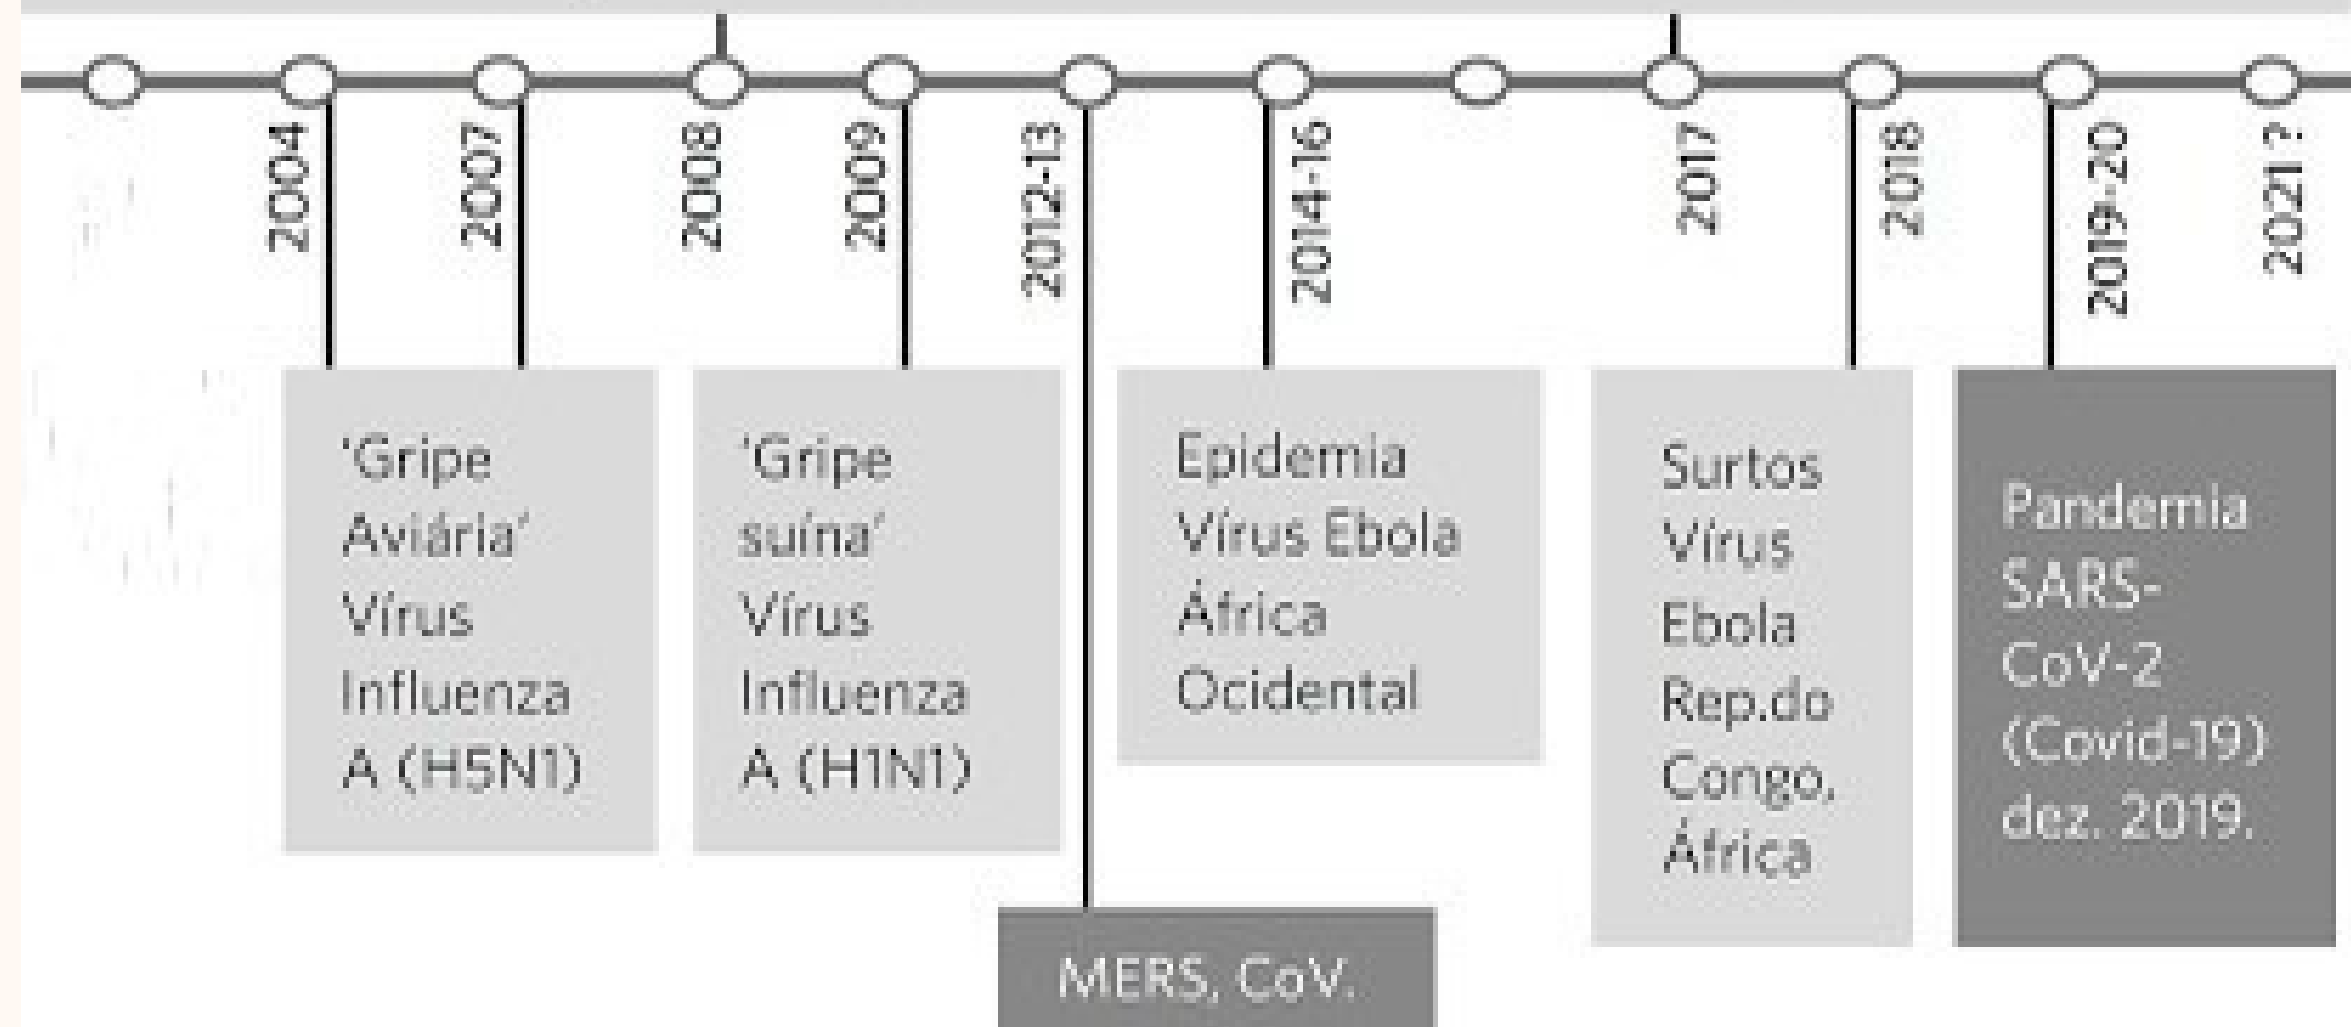 2004
2007
2008
2009
2012-13
2014-16
2017
2018
2019-20
2021 ?
‘Gripe
Aviária’
Vírus
Influenza
A (H5N1)
‘Gripe
suína’
Vírus
Influenza
A (H1N1)
Epidemia
Vírus Ebola
África
Ocidental
Surtos
Vírus
Ebola
Rep.do
Congo,
África
Pandemia
SARS-
CoV-2
(Covid-19)
dez. 2019.
MERS, CoV.